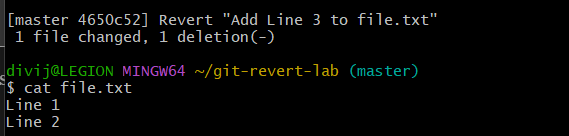 [master 4650c52] Revert "Add Line 3 to file.txt"
 1 file changed, 1 deletion(-)
divij@LEGION MINGW64 ~/git-revert-lab (master)
$ cat file.txt
Line 1
Line 2